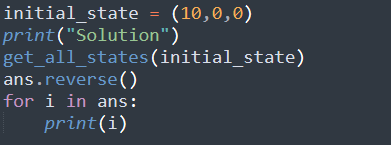 initial_state = (10,0,0)
print("Solution")
get_all_states(initial_state)
ans.reverse()
for i in ans:
    print(i)